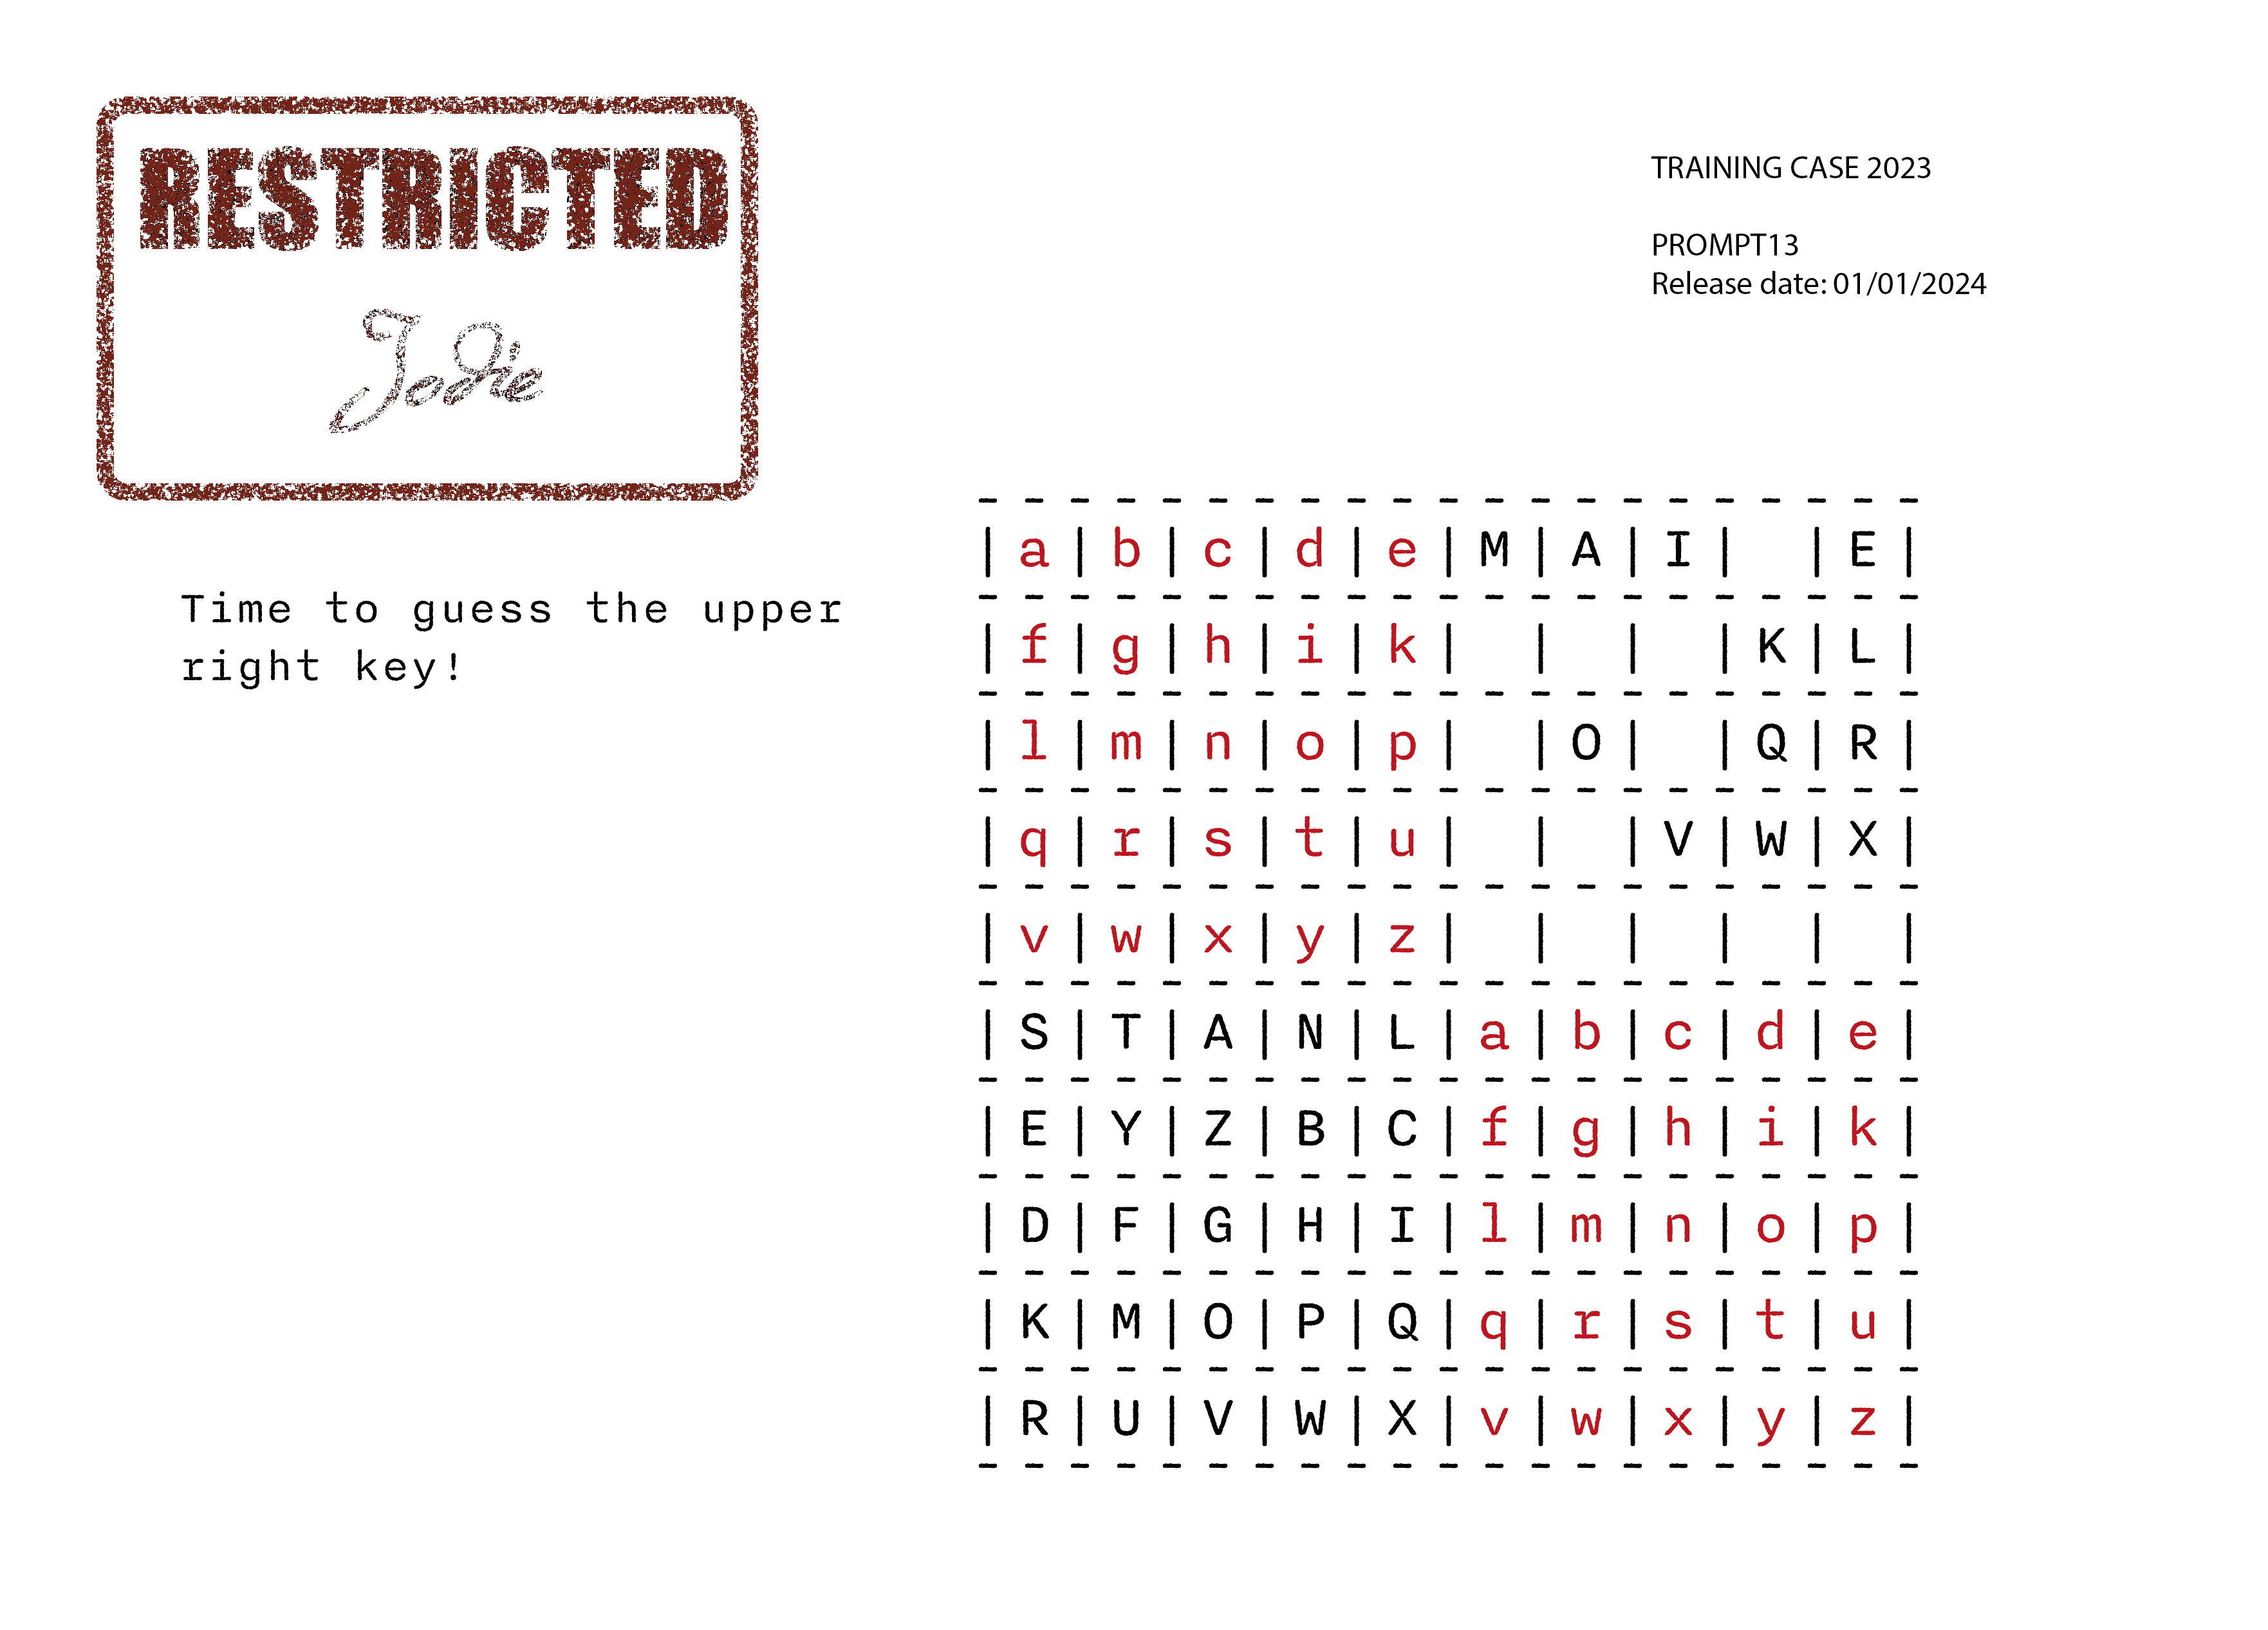 RESTRICTED
Jodie
TRAINING CASE 2023
PROMPT13
Release date: 01/01/2024
Time to guess the upper
right key!
- - - - - - - - - - - - - - - - - - - - -
| a | b | c | d | e | M | A | I |   | E |
- - - - - - - - - - - - - - - - - - - - -
| f | g | h | i | k |   |   |   | K | L |
- - - - - - - - - - - - - - - - - - - - -
| l | m | n | o | p |   | O |   | Q | R |
- - - - - - - - - - - - - - - - - - - - -
| q | r | s | t | u |   |   | V | W | X |
- - - - - - - - - - - - - - - - - - - - -
| v | w | x | y | z |   |   |   |   |   |
- - - - - - - - - - - - - - - - - - - - -
| S | T | A | N | L | a | b | c | d | e |
- - - - - - - - - - - - - - - - - - - - -
| E | Y | Z | B | C | f | g | h | i | k |
- - - - - - - - - - - - - - - - - - - - -
| D | F | G | H | I | l | m | n | o | p |
- - - - - - - - - - - - - - - - - - - - -
| K | M | O | P | Q | q | r | s | t | u |
- - - - - - - - - - - - - - - - - - - - -
| R | U | V | W | X | v | w | x | y | z |
- - - - - - - - - - - - - - - - - - - - -